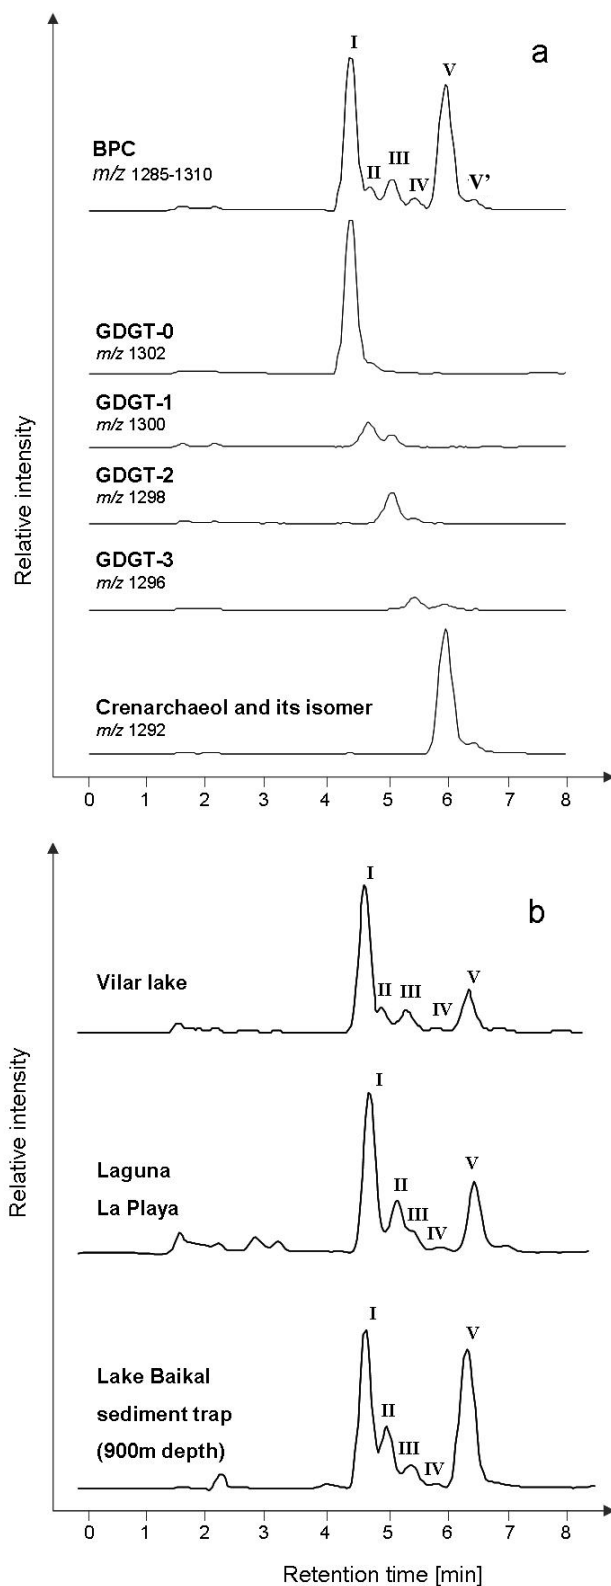 a
I
V
BPC
III
m/z 1285-1310
II
IV
V’
GDGT-0
m/z 1302
GDGT-1
m/z 1300
GDGT-2
m/z 1298
GDGT-3
m/z 1296
Crenarchaeol and its isomer
m/z 1292
Relative intensity
0 1 2 3 4 5 6 7 8
b
I
Vilar lake
II III IV V
I
Laguna
La Playa
II
III
IV
V
I
Lake Baikal
sediment trap
(900m depth)
II
III
IV
V
Relative intensity
0 1 2 3 4 5 6 7 8
Retention time [min]